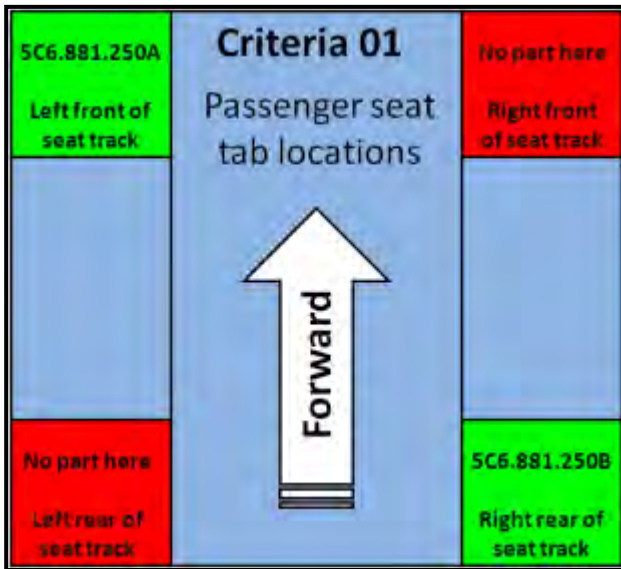 5C6.881.250A
Left front of
seat track
Criteria 01
Passenger seat
tab locations
No part here
Right front
of seat track
Forward
No part here
Left rear of
seat track
5C6.881.250B
Right rear of
seat track